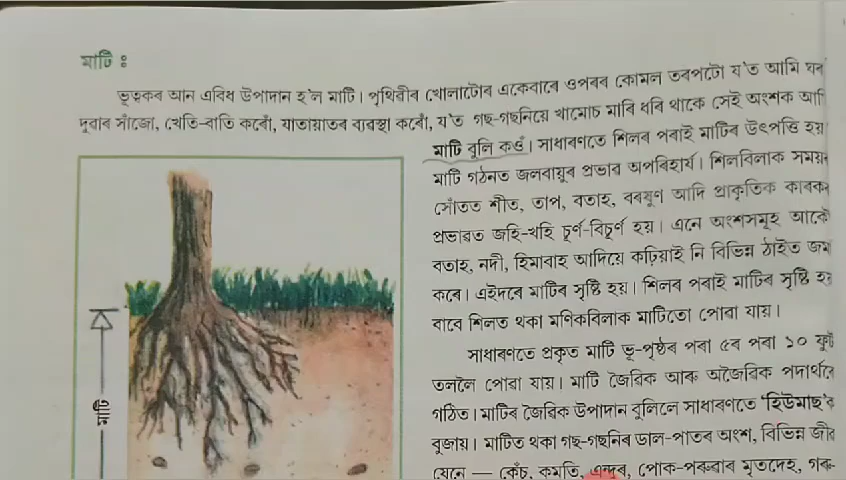 মাটি ঃ
ভূত্বকৰ আন এবিধ উপাদান হ'ল মাটি। পৃথিৱীৰ খোলাটোৰ একেবাৰে ওপৰৰ কোমল তৰপটো য'ত আমি ঘৰ
দুৱাৰ সাঁজো, খেতি-বাতি কৰোঁ, যাতায়াতৰ ব্যৱস্থা কৰোঁ, য'ত গছ-গছনিয়ে খামোচ মাৰি ধৰি থাকে সেই অংশক আমি
মাটি বুলি কওঁ। সাধাৰণতে শিলৰ পৰাই মাটিৰ উৎপত্তি হয়
মাটি গঠনত জলবায়ুৰ প্ৰভাৱ অপৰিহাৰ্য। শিলবিলাক সময়ৰ
সোঁতত শীত, তাপ, বতাহ, বৰষুণ আদি প্ৰাকৃতিক কাৰকৰ
প্ৰভাৱত জহি-খহি চূৰ্ণ-বিচূৰ্ণ হয়। এনে অংশসমূহ আকৌ
বতাহ, নদী, হিমবাহ আদিয়ে কঢ়িয়াই নি বিভিন্ন ঠাইত জমা
কৰে। এইদৰে মাটিৰ সৃষ্টি হয়। শিলৰ পৰাই মাটিৰ সৃষ্টি হয়
বাবে শিলত থকা মণিকবিলাক মাটিতো পোৱা যায়।
সাধাৰণতে প্ৰকৃত মাটি ভূ-পৃষ্ঠৰ পৰা ৫ৰ পৰা ১০ ফুট
তললৈ পোৱা যায়। মাটি জৈৱিক আৰু অজৈৱিক পদাৰ্থৰে
গঠিত। মাটিৰ জৈৱিক উপাদান বুলিলে সাধাৰণতে 'হিউমাছ'ক
বুজায়। মাটিত থকা গছ-গছনিৰ ডাল-পাতৰ অংশ, বিভিন্ন জীৱ
যেনে — কেঁচু, কুমতি, এন্দুৰ, পোক-পৰুৱাৰ মৃতদেহ, গৰু-
মাটি